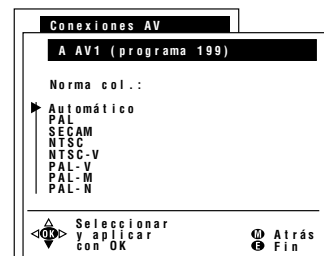 Conexiones AV
A AV1 (programa 199)
Norma col.:
Automático
PAL
SECAM
NTSC
NTSC-V
PAL-V
PAL-M
PAL-N
OK
Seleccionar
y aplicar
con OK
M Atrás
E Fin